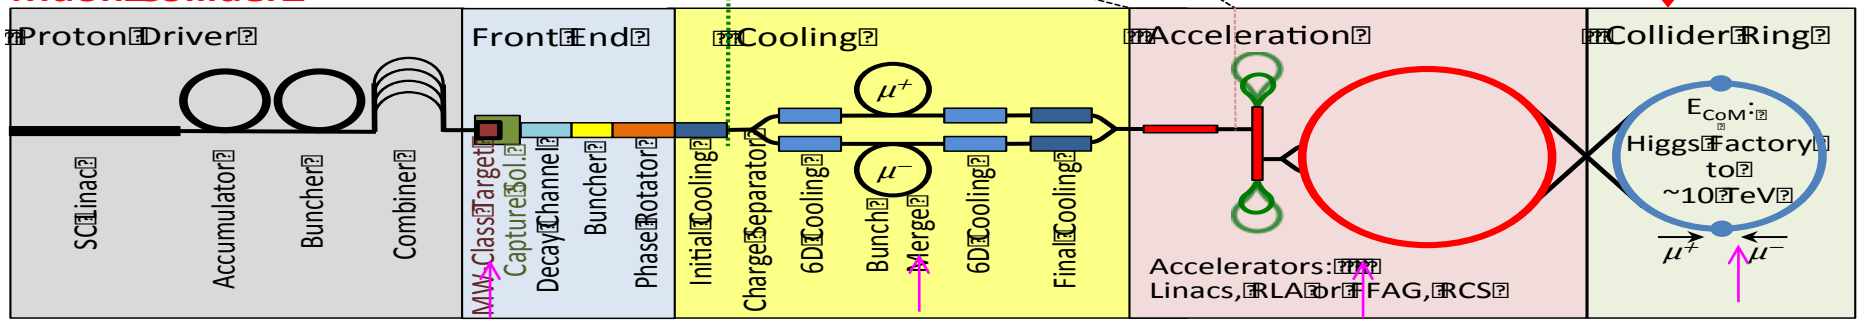 Proton Driver
Front End
Cooling
Acceleration
Collider Ring
μ+
μ−
E CoM:
Higgs Factory
to
~10 TeV
μ+
μ−
SC Linac
Accumulator
Buncher
Combiner
MW-Class Target
Capture Sol.
Decay Channel
Buncher
Phase Rotator
Initial Cooling
Charge Separator
6D Cooling
Bunch
Merge
6D Cooling
Final Cooling
Accelerators:
Linacs, RLA or FFAG, RCS